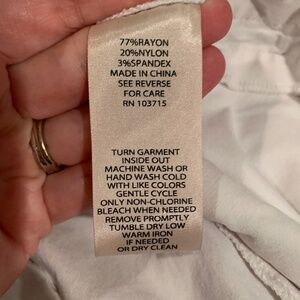 77%RAYON
20%NYLON
3%SPANDEX
MADE IN CHINA
SEE REVERSE
FOR CARE
RN 103715
TURN GARMENT
INSIDE OUT
MACHINE WASH OR
HAND WASH COLD
WITH LIKE COLORS
GENTLE CYCLE
ONLY NON-CHLORINE
BLEACH WHEN NEEDED
REMOVE PROMPTLY
TUMBLE DRY LOW
WARM IRON
IF NEEDED
OR DRY CLEAN